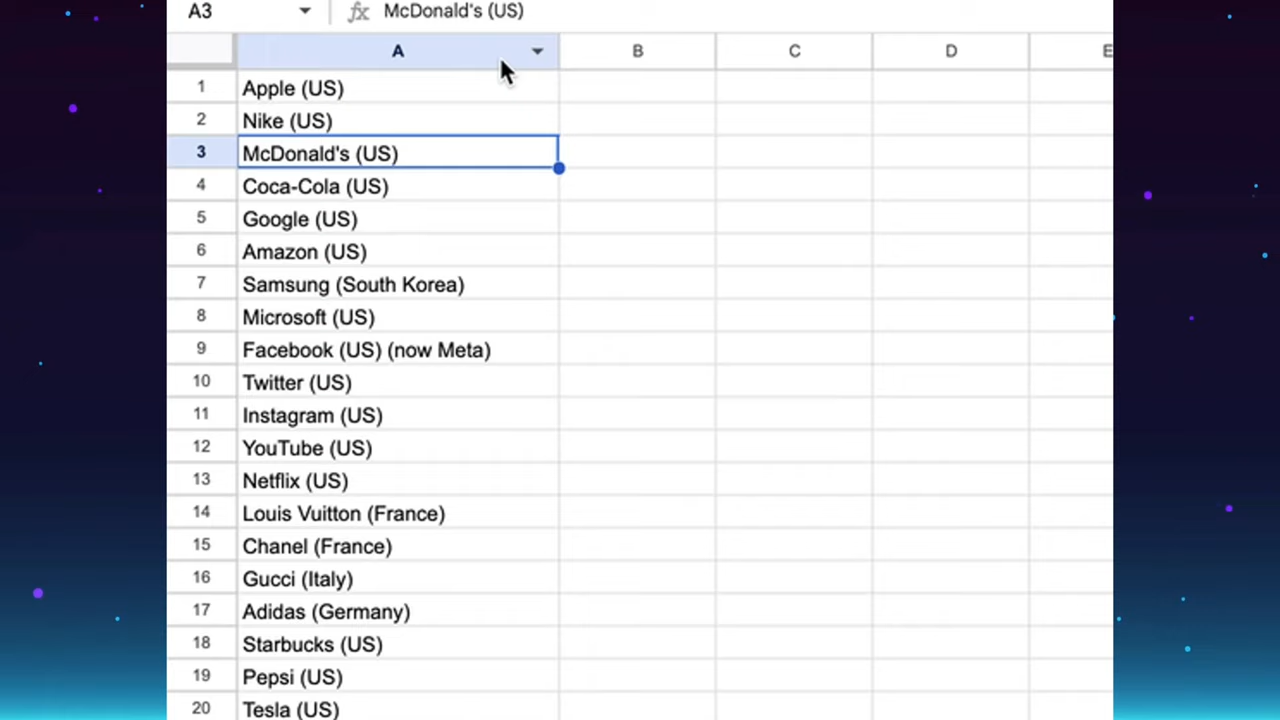 A3 fx McDonald's (US)
A B C D E
1 Apple (US)
2 Nike (US)
3 McDonald's (US)
4 Coca-Cola (US)
5 Google (US)
6 Amazon (US)
7 Samsung (South Korea)
8 Microsoft (US)
9 Facebook (US) (now Meta)
10 Twitter (US)
11 Instagram (US)
12 YouTube (US)
13 Netflix (US)
14 Louis Vuitton (France)
15 Chanel (France)
16 Gucci (Italy)
17 Adidas (Germany)
18 Starbucks (US)
19 Pepsi (US)
20 Tesla (US)